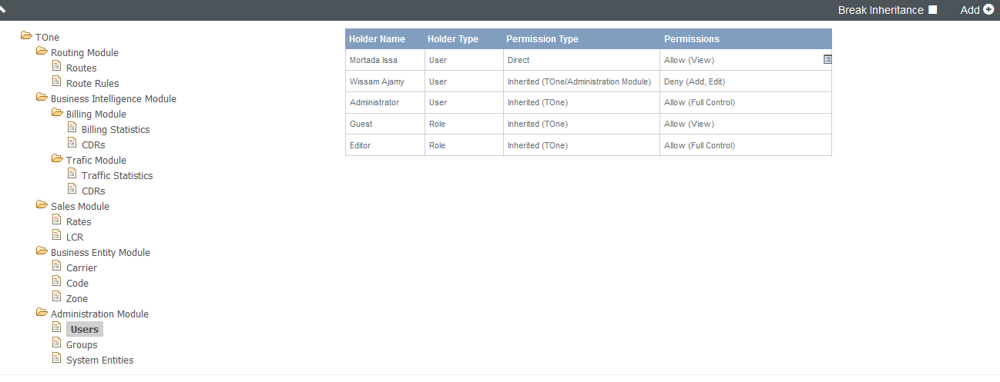 Break Inheritance Add
TOne
Routing Module
Routes
Route Rules
Business Intelligence Module
Billing Module
Billing Statistics
CDRs
Trafic Module
Traffic Statistics
CDRs
Sales Module
Rates
LCR
Business Entity Module
Carrier
Code
Zone
Administration Module
Users
Groups
System Entities
Holder Name Holder Type Permission Type Permissions
Mortada Issa User Direct Allow (View)
Wissam Ajamy User Inherited (TOne/Administration Module) Deny (Add, Edit)
Administrator User Inherited (TOne) Allow (Full Control)
Guest Role Inherited (TOne) Allow (View)
Editor Role Inherited (TOne) Allow (Full Control)